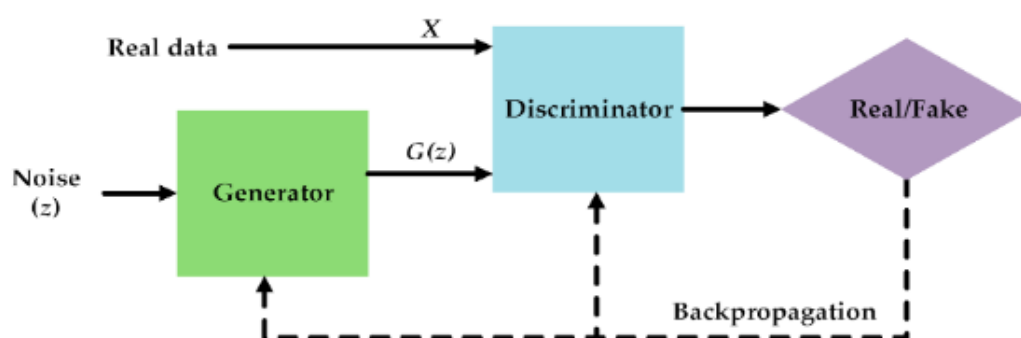 Real data
X
Discriminator
Real/Fake
Noise
(z)
Generator
G(z)
Backpropagation